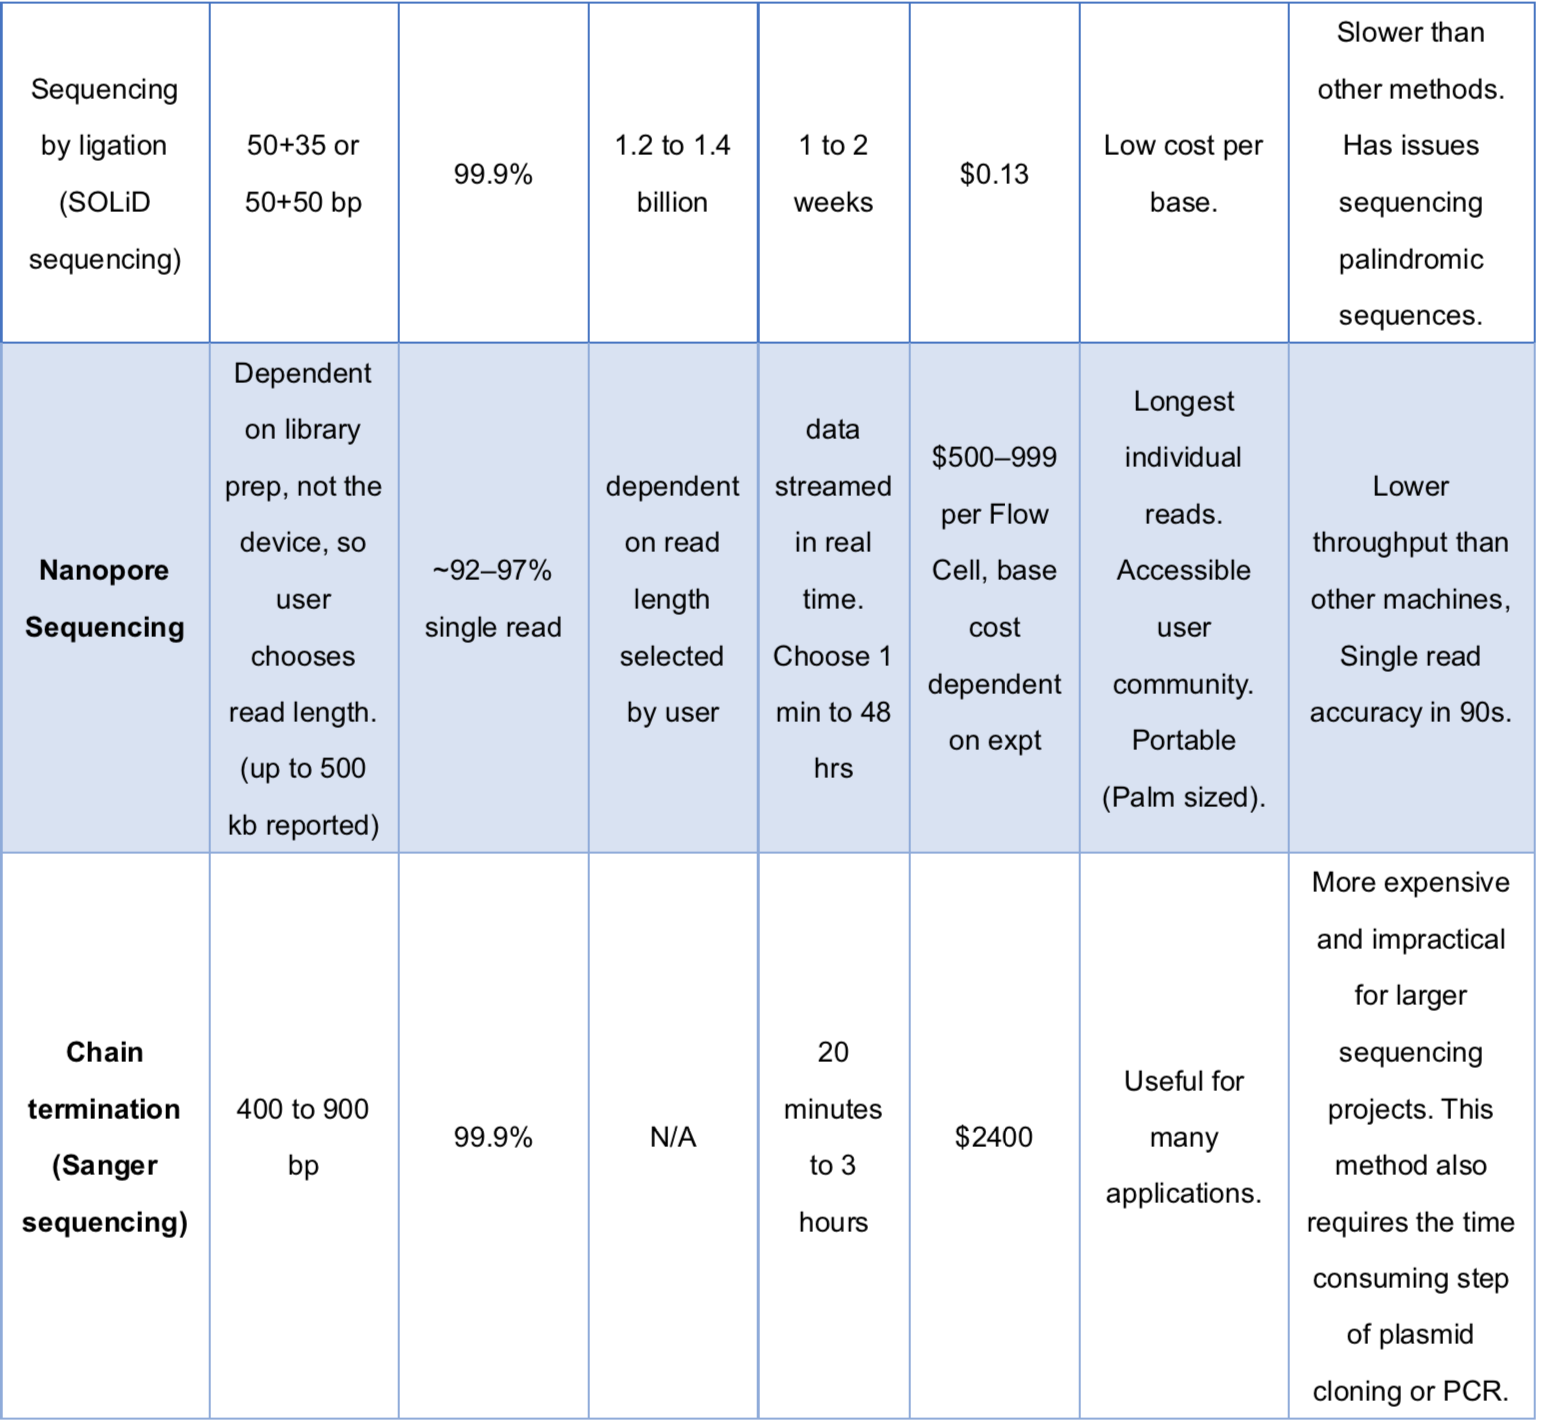 Sequencing
by ligation
(SOLiD
sequencing)
50+35 or
50+50 bp
99.9%
1.2 to 1.4
billion
1 to 2
weeks
$0.13
Low cost per
base.
Slower than
other methods.
Has issues
sequencing
palindromic
sequences.
Nanopore
Sequencing
Dependent
on library
prep, not the
device, so
user
chooses
read length.
(up to 500
kb reported)
~92–97%
single read
dependent
on read
length
selected
by user
data
streamed
in real
time.
Choose 1
min to 48
hrs
$500–999
per Flow
Cell, base
cost
dependent
on expt
Longest
individual
reads.
Accessible
user
community.
Portable
(Palm sized).
Lower
throughput than
other machines,
Single read
accuracy in 90s.
Chain
termination
(Sanger
sequencing)
400 to 900
bp
99.9%
N/A
20
minutes
to 3
hours
$2400
Useful for
many
applications.
More expensive
and impractical
for larger
sequencing
projects. This
method also
requires the time
consuming step
of plasmid
cloning or PCR.